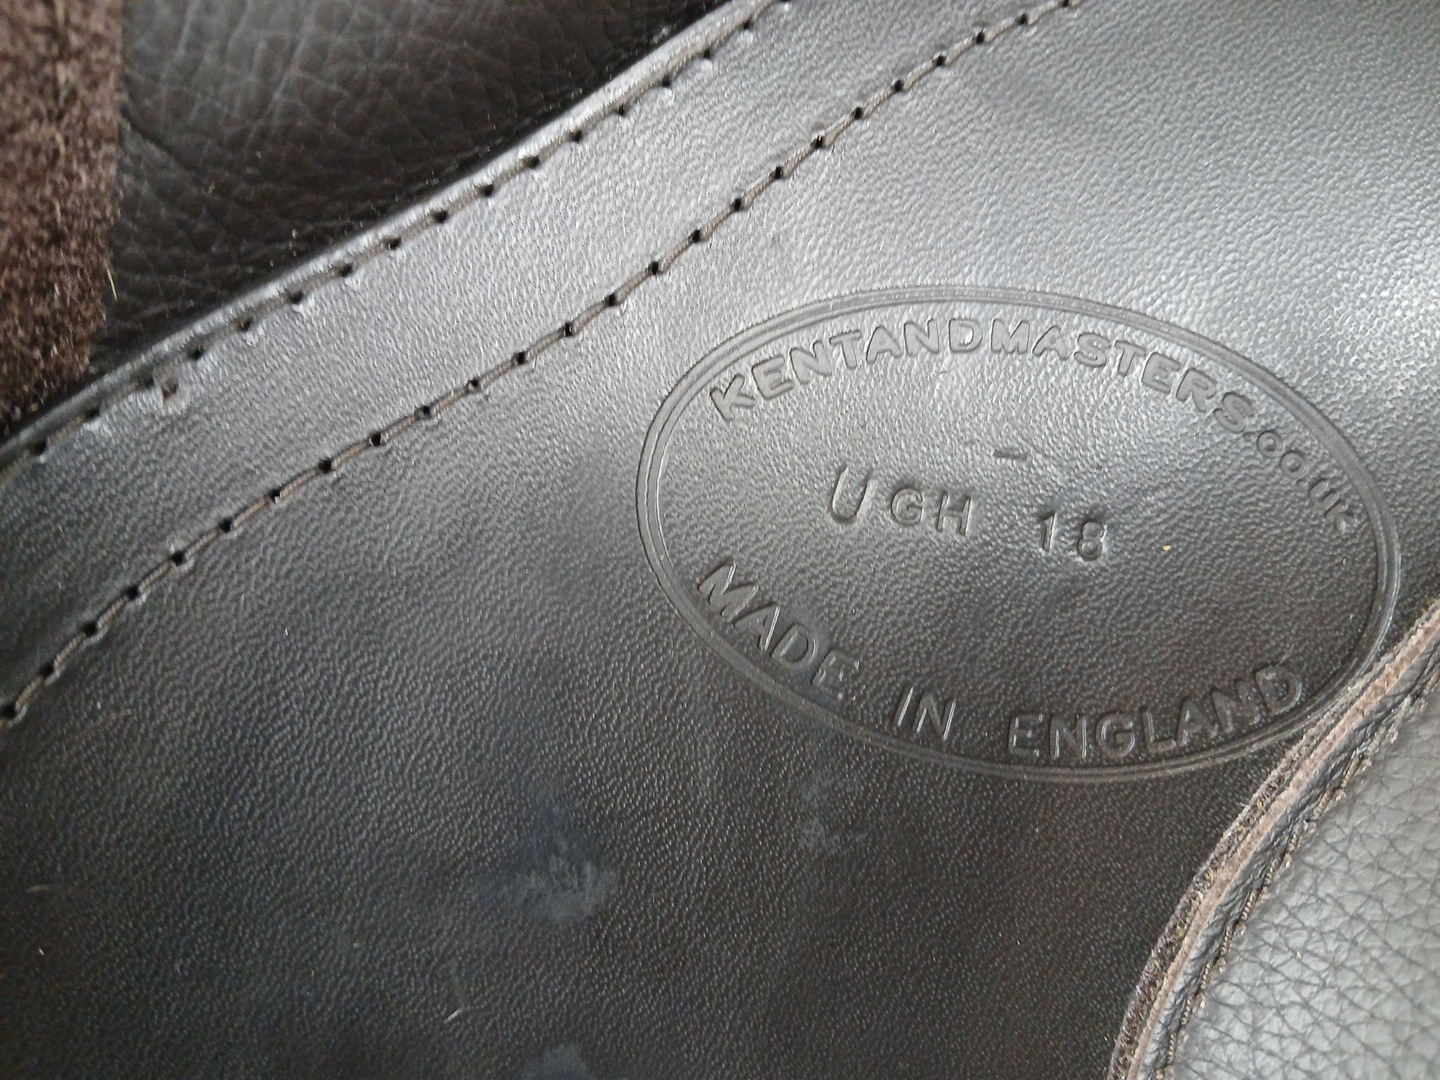 KENTANDMASTERS.CO.UK
UGH 18
MADE IN ENGLAND